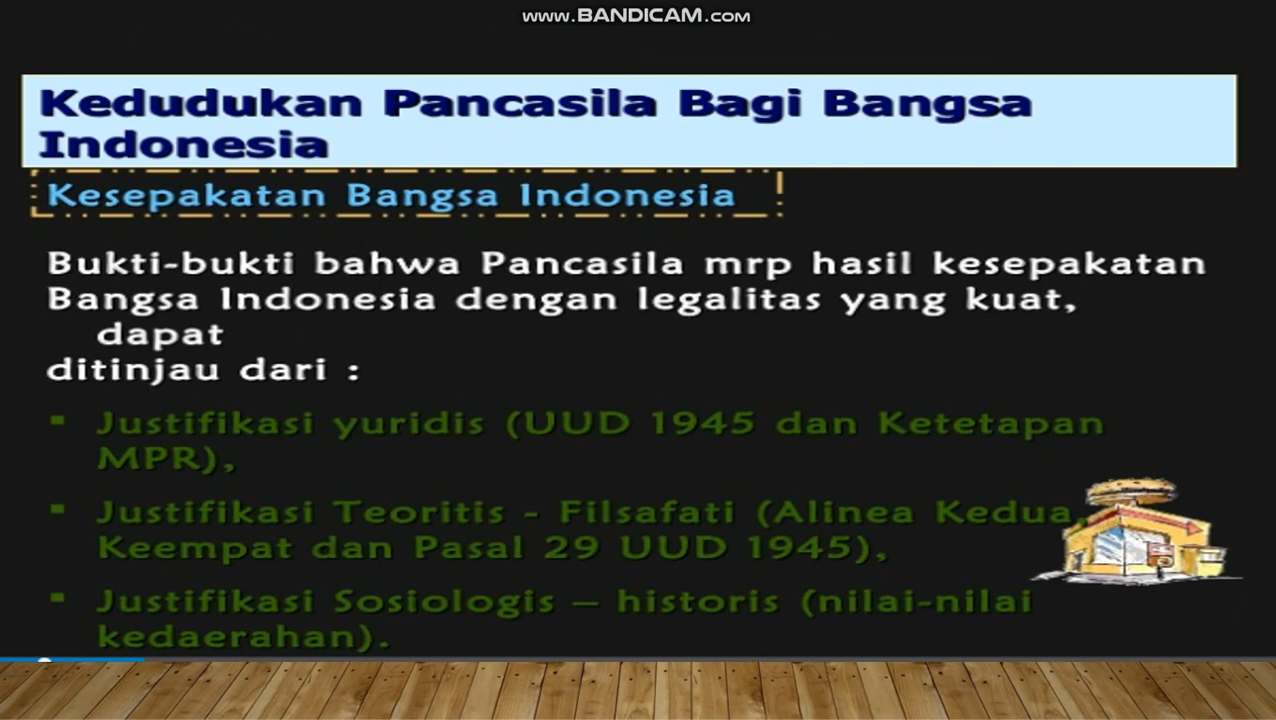 www.BANDICAM.com
Kedudukan Pancasila Bagi Bangsa
Indonesia
Kesepakatan Bangsa Indonesia
Bukti-bukti bahwa Pancasila mrp hasil kesepakatan
Bangsa Indonesia dengan legalitas yang kuat,
dapat
ditinjau dari :
▪ Justifikasi yuridis (UUD 1945 dan Ketetapan
MPR),
▪ Justifikasi Teoritis - Filsafati (Alinea Kedua,
Keempat dan Pasal 29 UUD 1945),
▪ Justifikasi Sosiologis – historis (nilai-nilai
kedaerahan).